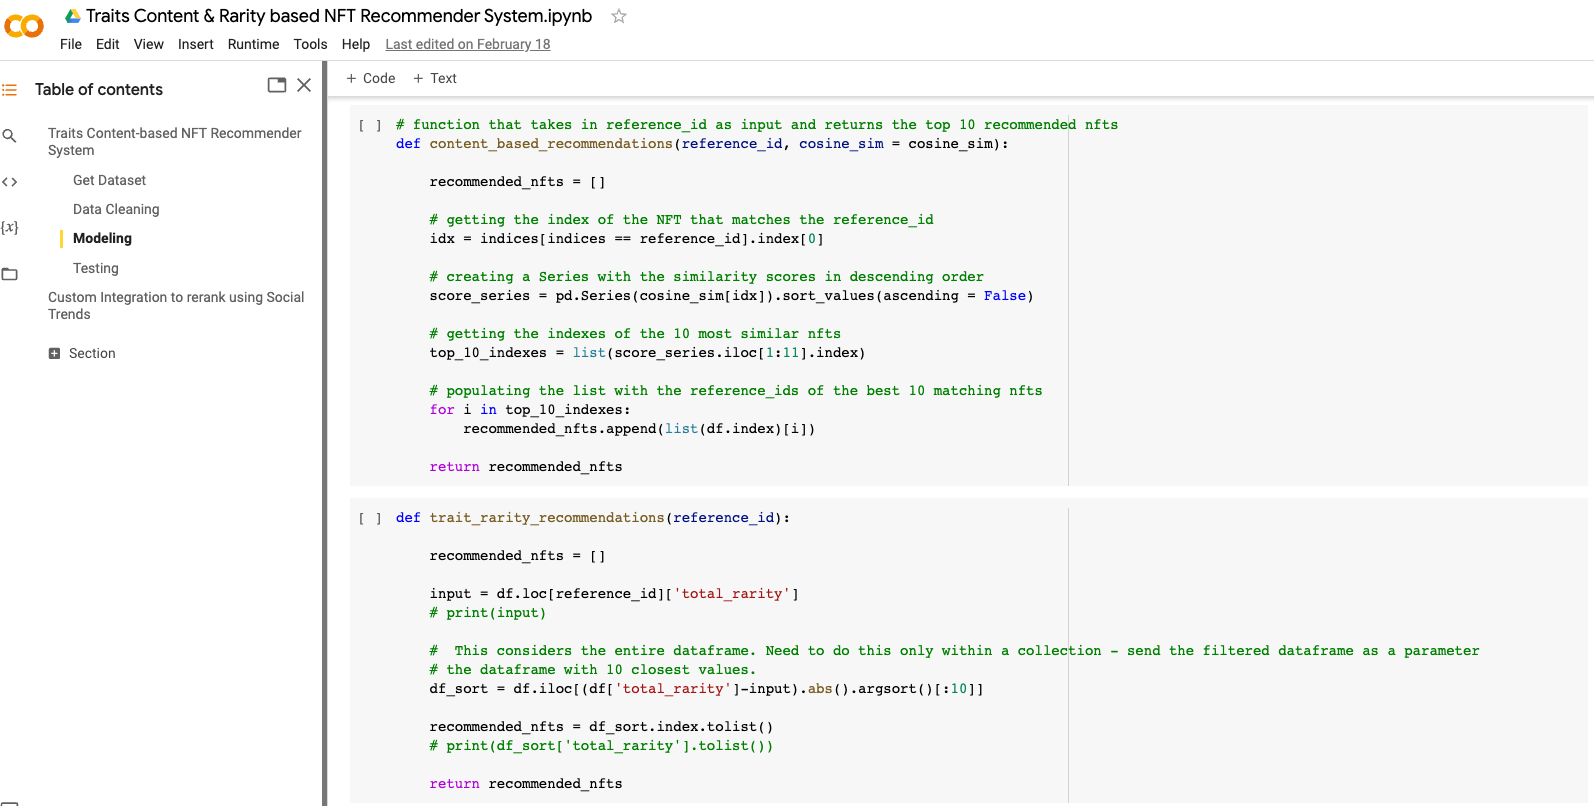 Traits Content & Rarity based NFT Recommender System.ipynb
File Edit View Insert Runtime Tools Help Last edited on February 18
Table of contents
Traits Content-based NFT Recommender
System
Get Dataset
Data Cleaning
Modeling
Testing
Custom Integration to rerank using Social
Trends
Section
{x}
+ Code + Text
[ ] # function that takes in reference_id as input and returns the top 10 recommended nfts
def content_based_recommendations(reference_id, cosine_sim = cosine_sim):
recommended_nfts = []
# getting the index of the NFT that matches the reference_id
idx = indices[indices == reference_id].index[0]
# creating a Series with the similarity scores in descending order
score_series = pd.Series(cosine_sim[idx]).sort_values(ascending = False)
# getting the indexes of the 10 most similar nfts
top_10_indexes = list(score_series.iloc[1:11].index)
# populating the list with the reference_ids of the best 10 matching nfts
for i in top_10_indexes:
recommended_nfts.append(list(df.index)[i])
return recommended_nfts
[ ] def trait_rarity_recommendations(reference_id):
recommended_nfts = []
input = df.loc[reference_id]['total_rarity']
# print(input)
#  This considers the entire dataframe. Need to do this only within a collection - send the filtered dataframe as a parameter
# the dataframe with 10 closest values.
df_sort = df.iloc[(df['total_rarity']-input).abs().argsort()[:10]]
recommended_nfts = df_sort.index.tolist()
# print(df_sort['total_rarity'].tolist())
return recommended_nfts